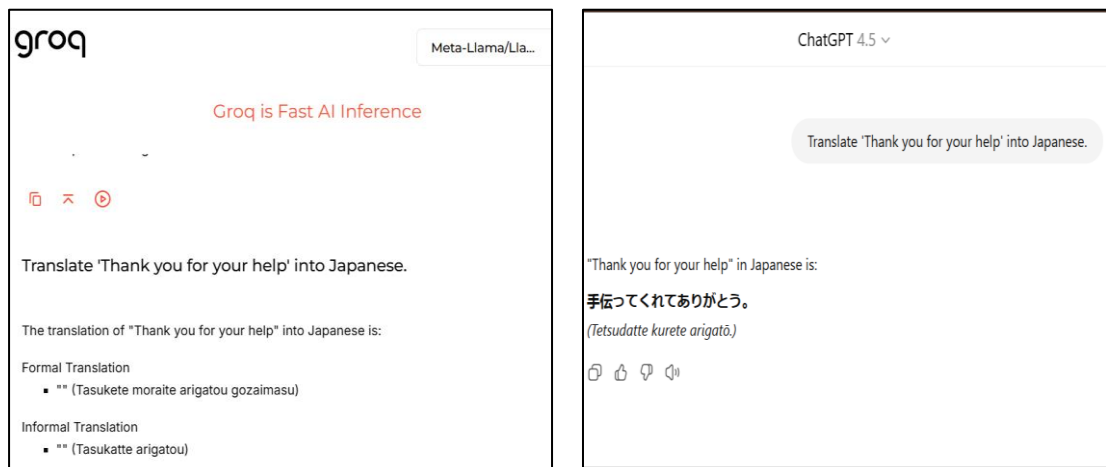 groq
Meta-Llama/Lla...
Groq is Fast AI Inference
Translate 'Thank you for your help' into Japanese.
The translation of "Thank you for your help" into Japanese is:
Formal Translation
▪ "" (Tasukete moraite arigatou gozaimasu)
Informal Translation
▪ "" (Tasukatte arigatou)
ChatGPT 4.5
Translate 'Thank you for your help' into Japanese.
"Thank you for your help" in Japanese is:
手伝ってくれてありがとう。
(Tetsudatte kurete arigatō.)